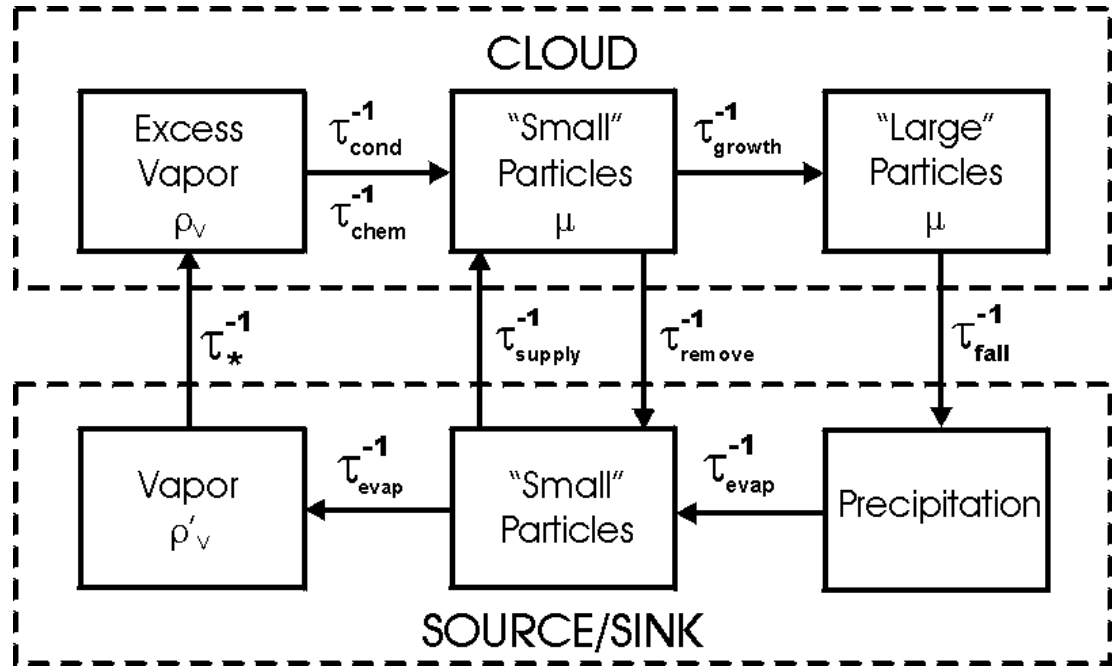 CLOUD
Excess
Vapor
ρᵥ
τ⁻¹cond
τ⁻¹chem
“Small”
Particles
μ
τ⁻¹growth
“Large”
Particles
μ
τ⁻¹*
τ⁻¹supply
τ⁻¹remove
τ⁻¹fall
Vapor
ρ′ᵥ
τ⁻¹evap
“Small”
Particles
τ⁻¹evap
Precipitation
SOURCE/SINK